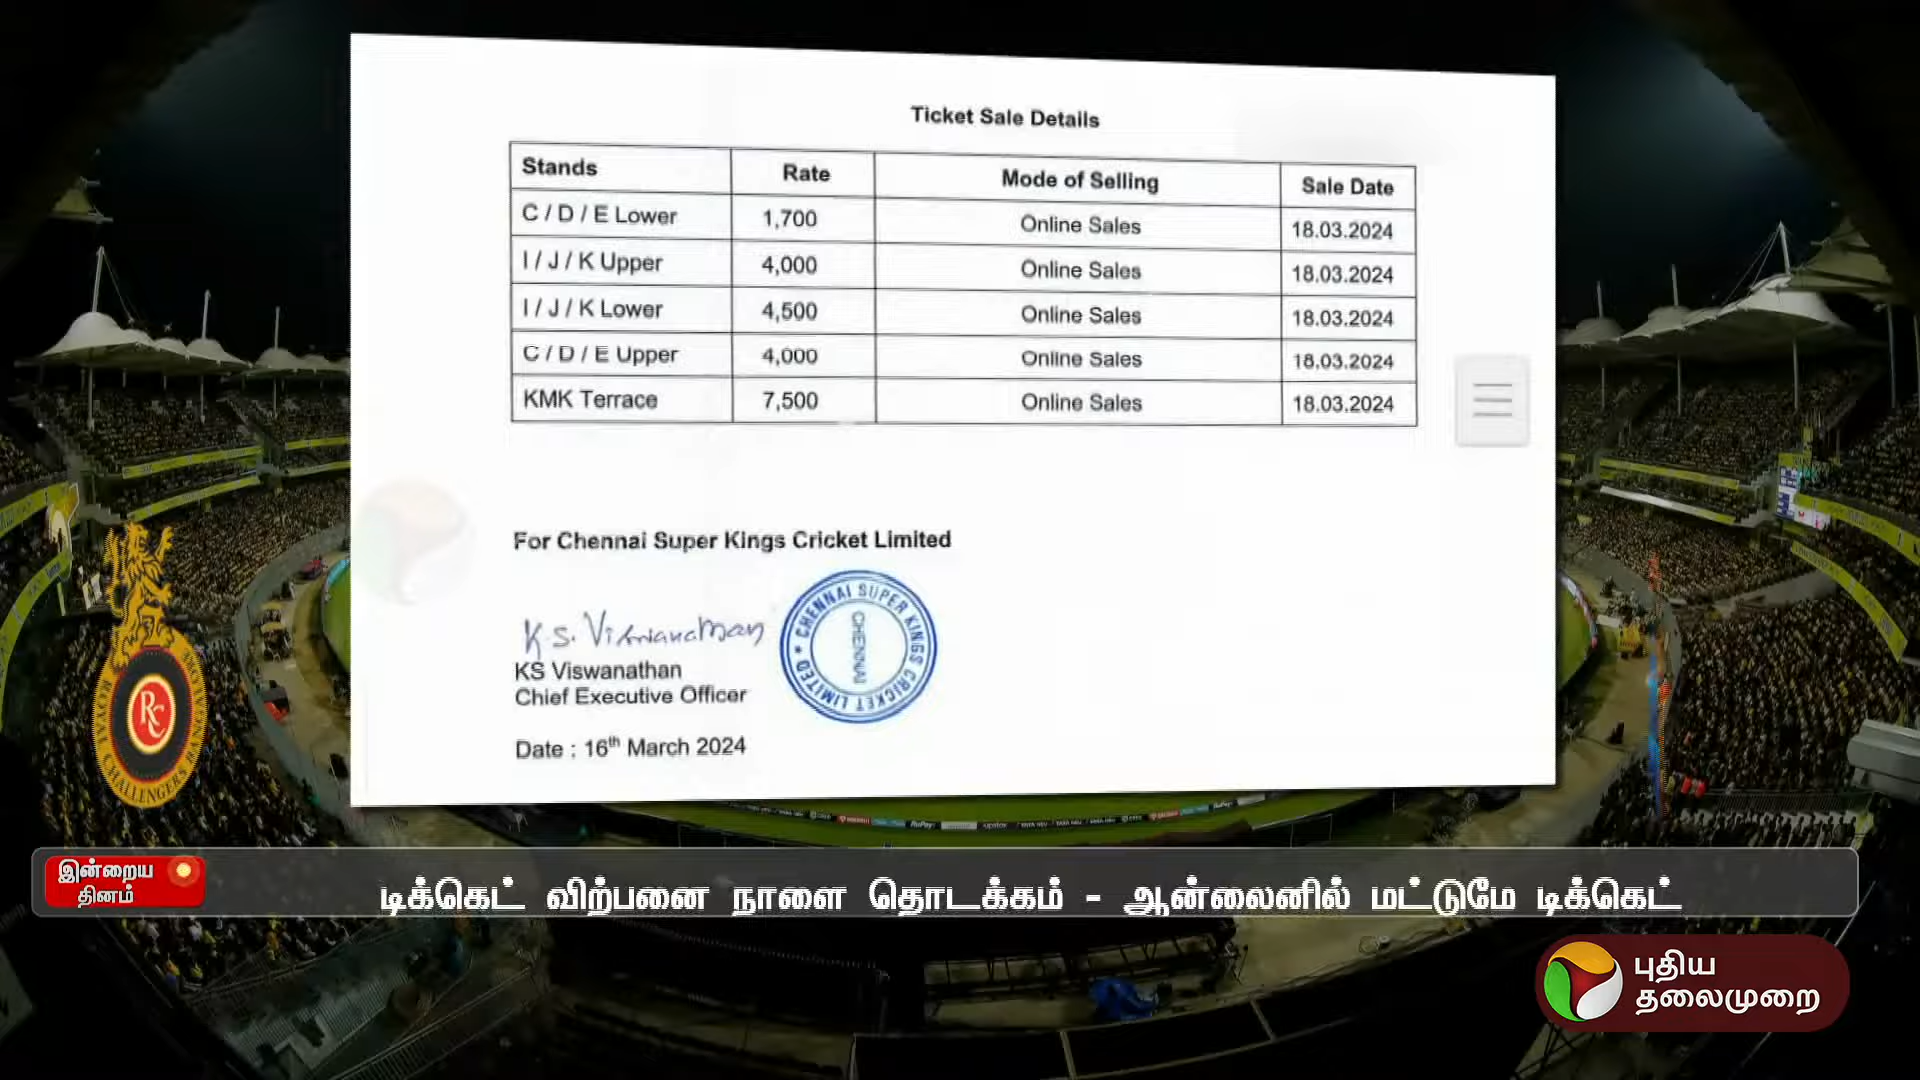 Ticket Sale Details
Stands Rate Mode of Selling Sale Date
C / D / E Lower 1,700 Online Sales 18.03.2024
I / J / K Upper 4,000 Online Sales 18.03.2024
I / J / K Lower 4,500 Online Sales 18.03.2024
C / D / E Upper 4,000 Online Sales 18.03.2024
KMK Terrace 7,500 Online Sales 18.03.2024
For Chennai Super Kings Cricket Limited
K.S. Viswanathan
CHENNAI SUPER KINGS CRICKET LIMITED
CHENNAI
KS Viswanathan
Chief Executive Officer
Date : 16th March 2024
RC
ROYAL CHALLENGERS BANGALORE
இன்றைய
தினம்
டிக்கெட் விற்பனை நாளை தொடக்கம் - ஆன்லைனில் மட்டுமே டிக்கெட்
புதிய
தலைமுறை